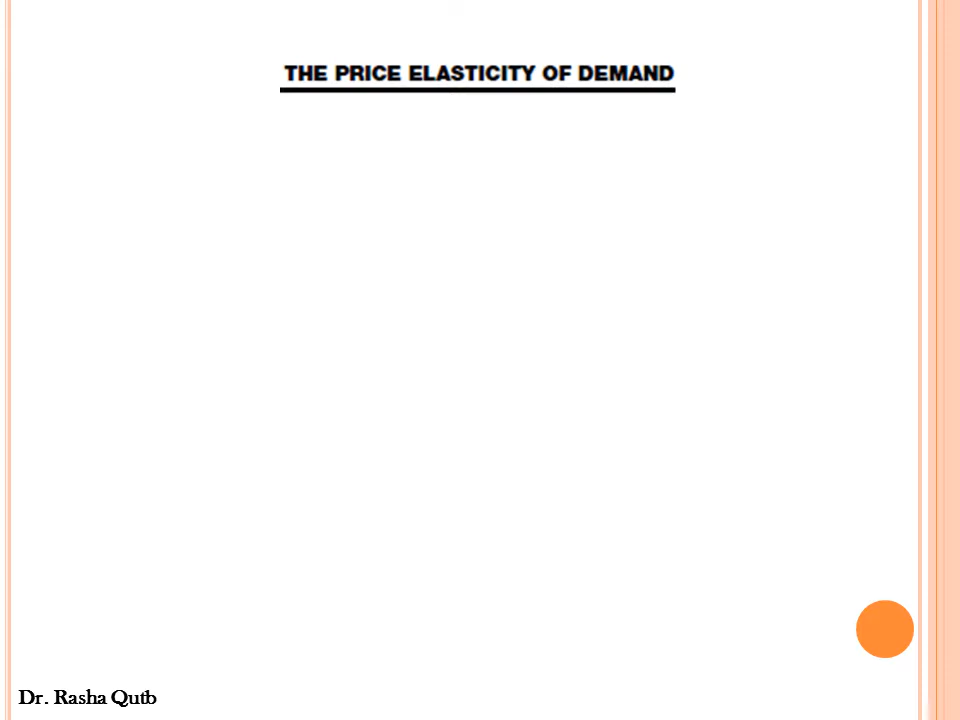 THE PRICE ELASTICITY OF DEMAND
Dr. Rasha Qutb